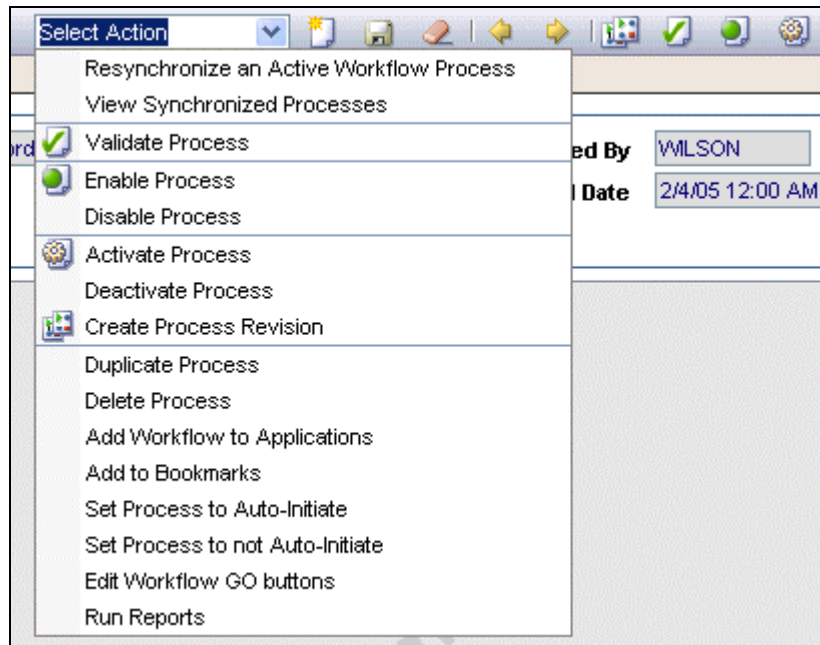 Select Action
Resynchronize an Active Workflow Process
View Synchronized Processes
Validate Process
Enable Process
Disable Process
Activate Process
Deactivate Process
Create Process Revision
Duplicate Process
Delete Process
Add Workflow to Applications
Add to Bookmarks
Set Process to Auto-Initiate
Set Process to not Auto-Initiate
Edit Workflow GO buttons
Run Reports
ord
ed By WILSON
Date 2/4/05 12:00 AM